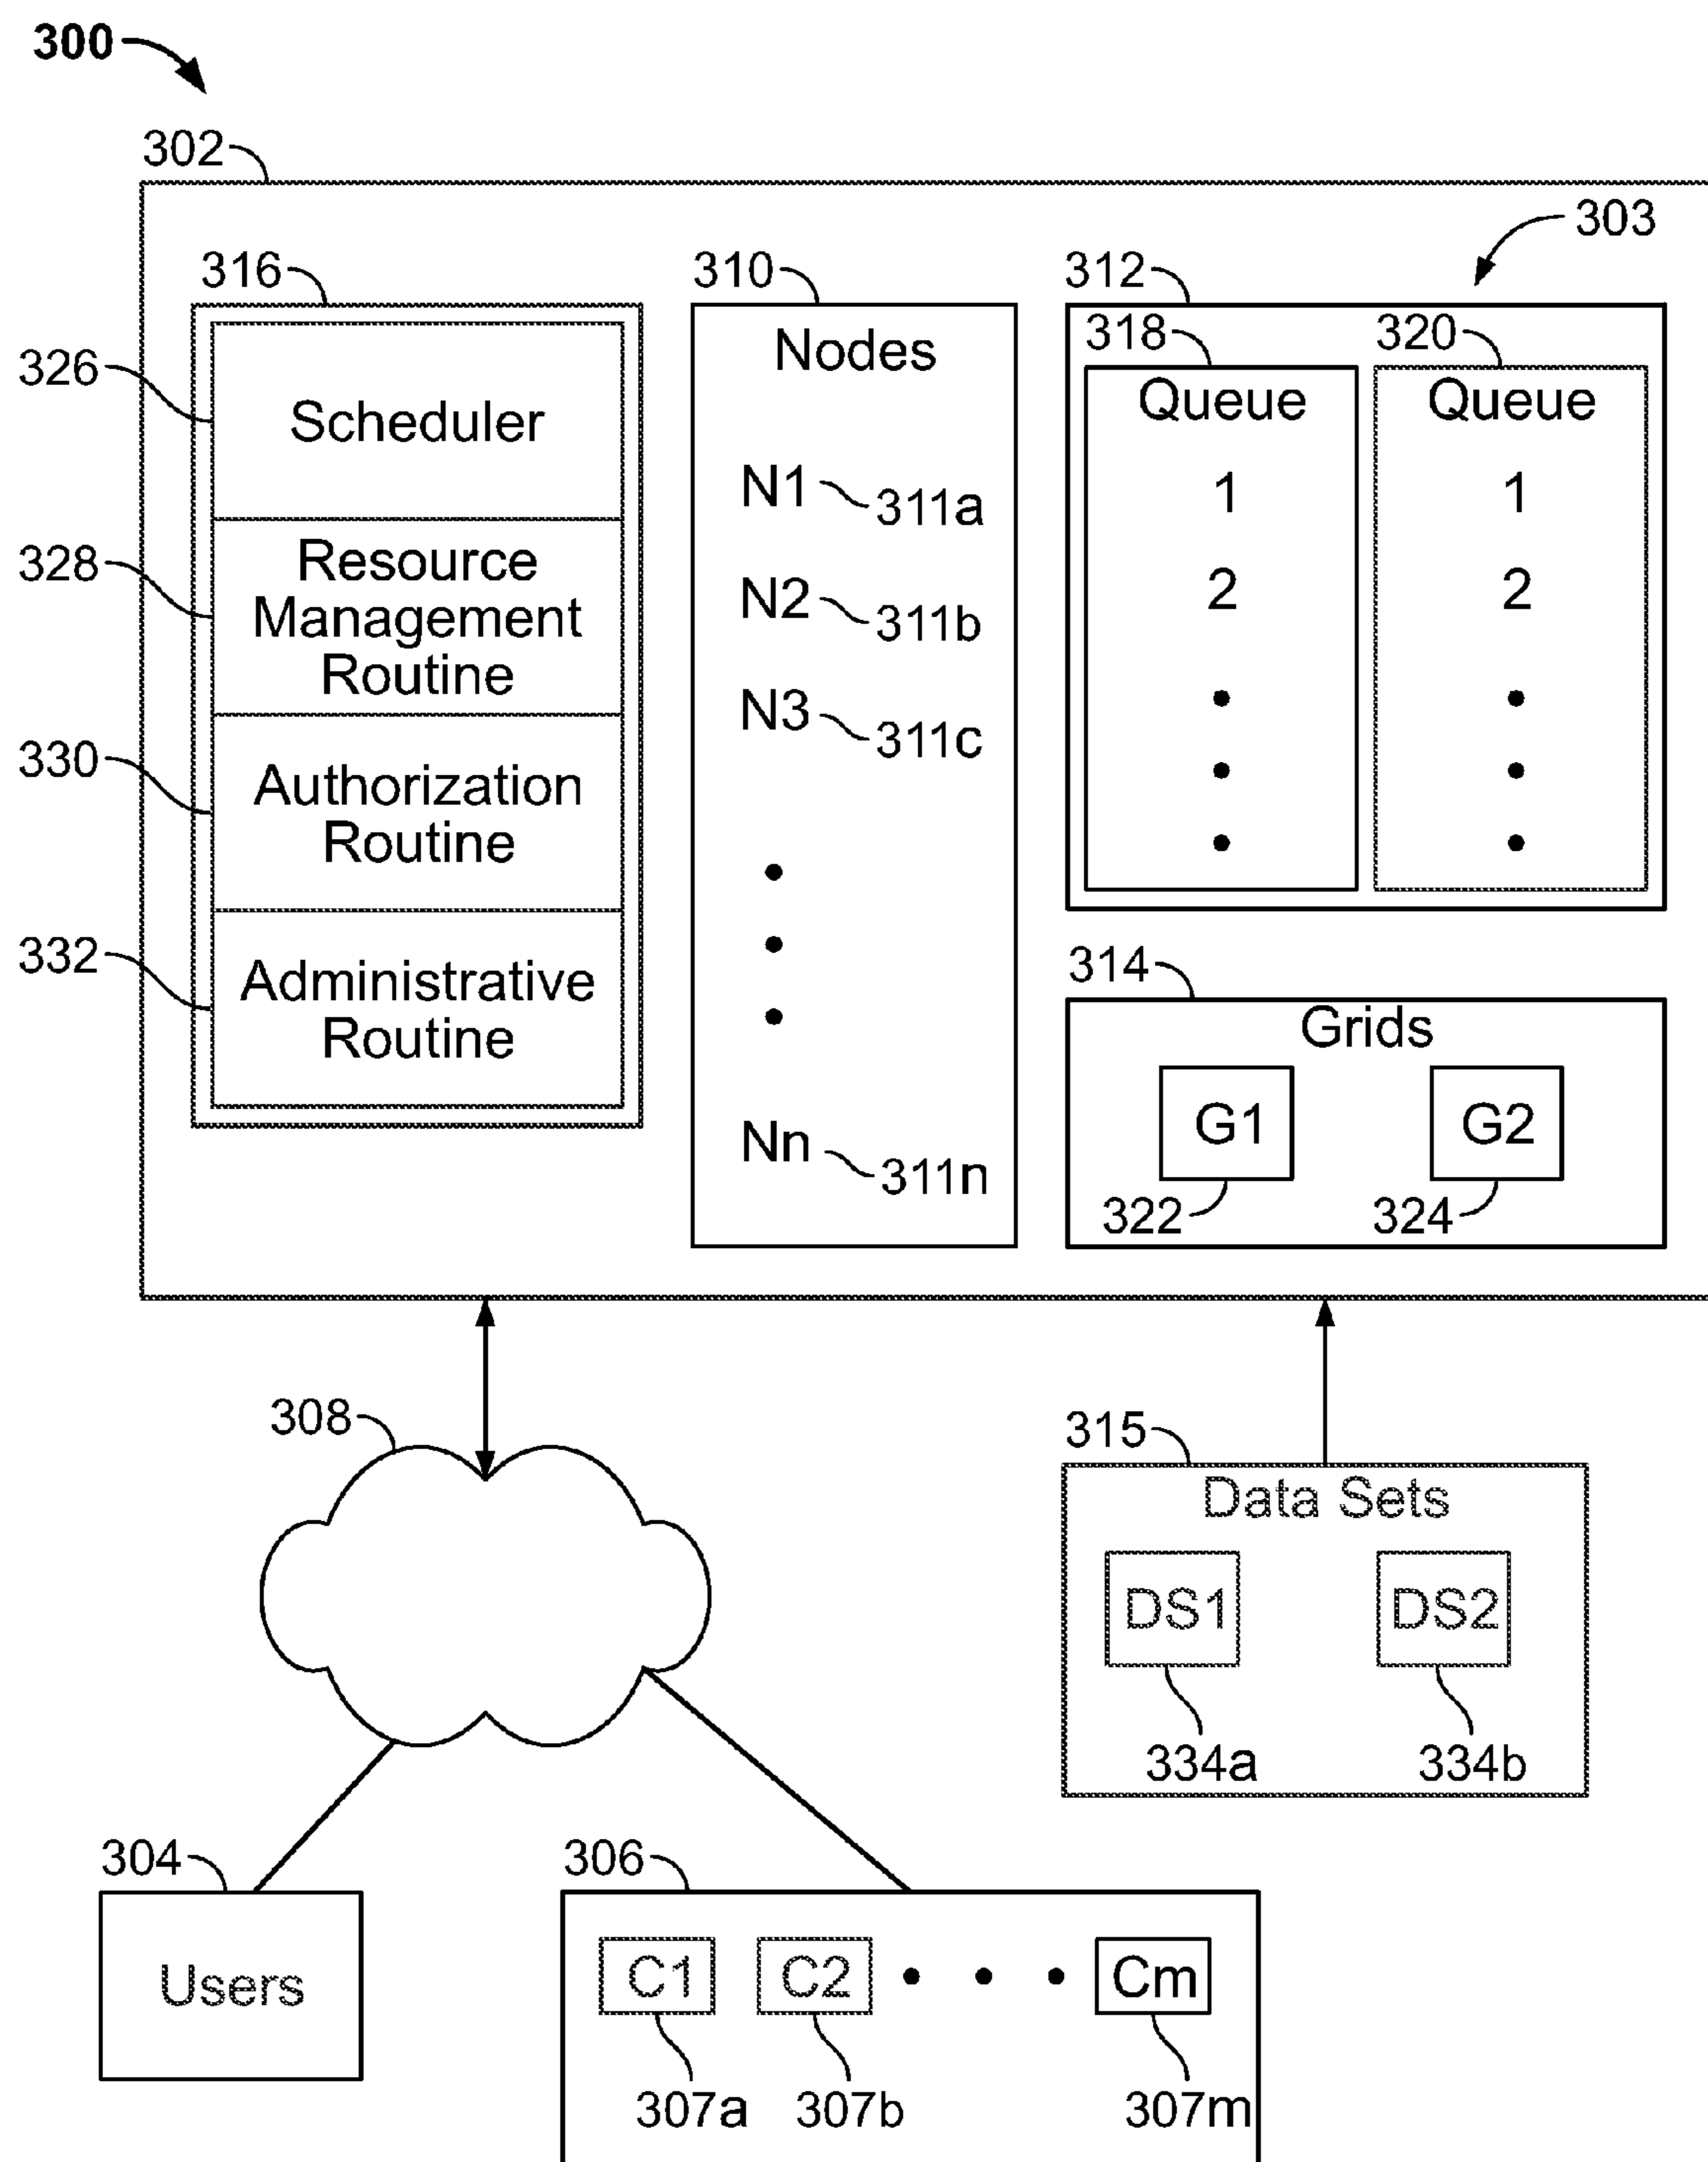 300
302
303
316
310
312
318
320
326
Scheduler
328
Resource
Management
Routine
330
Authorization
Routine
332
Administrative
Routine
Nodes
N1
311a
N2
311b
N3
311c
Nn
311n
Queue
1
2
Queue
1
2
314
Grids
G1
G2
322
324
308
315
Data Sets
DS1
DS2
334a
334b
304
Users
306
C1
C2
Cm
307a
307b
307m